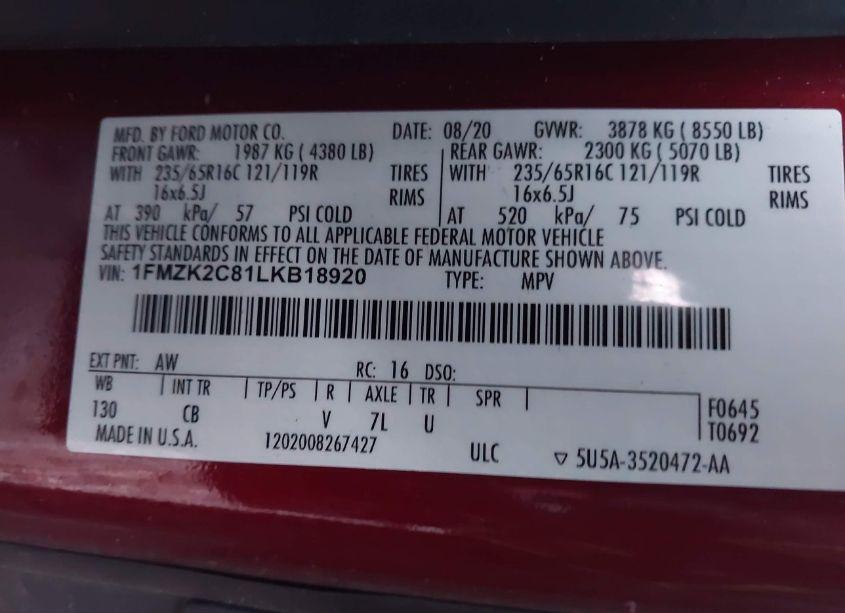 MFD. BY FORD MOTOR CO. DATE: 08/20 GVWR: 3878 KG ( 8550 LB)
FRONT GAWR: 1987 KG ( 4380 LB) REAR GAWR: 2300 KG ( 5070 LB)
WITH 235/65R16C 121/119R TIRES WITH 235/65R16C 121/119R TIRES
16x6.5J RIMS 16x6.5J RIMS
AT 390 kPa/ 57 PSI COLD AT 520 kPa/ 75 PSI COLD
THIS VEHICLE CONFORMS TO ALL APPLICABLE FEDERAL MOTOR VEHICLE
SAFETY STANDARDS IN EFFECT ON THE DATE OF MANUFACTURE SHOWN ABOVE.
VIN: 1FMZK2C81LKB18920 TYPE: MPV
EXT PNT: AW RC: 16 DSO:
WB INT TR TP/PS R AXLE TR SPR
130 CB V 7L U
F0645
T0692
MADE IN U.S.A. 1202008267427 ULC ▽ 5U5A-3520472-AA